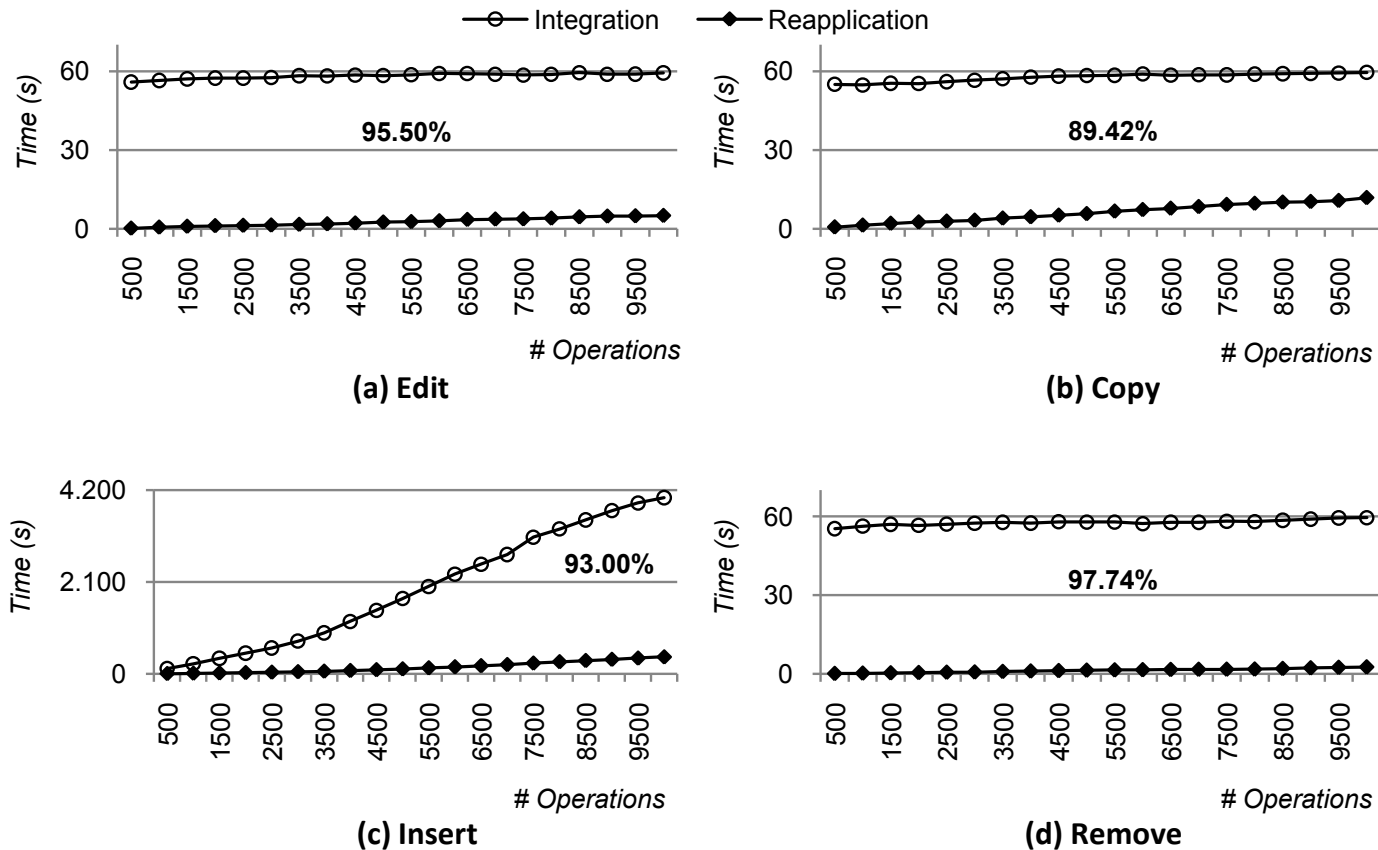 Integration Reapplication
Time (s)
60
30
0
95.50%
500 1500 2500 3500 4500 5500 6500 7500 8500 9500
# Operations
(a) Edit
Time (s)
60
30
0
89.42%
500 1500 2500 3500 4500 5500 6500 7500 8500 9500
# Operations
(b) Copy
Time (s)
4.200
2.100
0
93.00%
500 1500 2500 3500 4500 5500 6500 7500 8500 9500
# Operations
(c) Insert
Time (s)
60
30
0
97.74%
500 1500 2500 3500 4500 5500 6500 7500 8500 9500
# Operations
(d) Remove